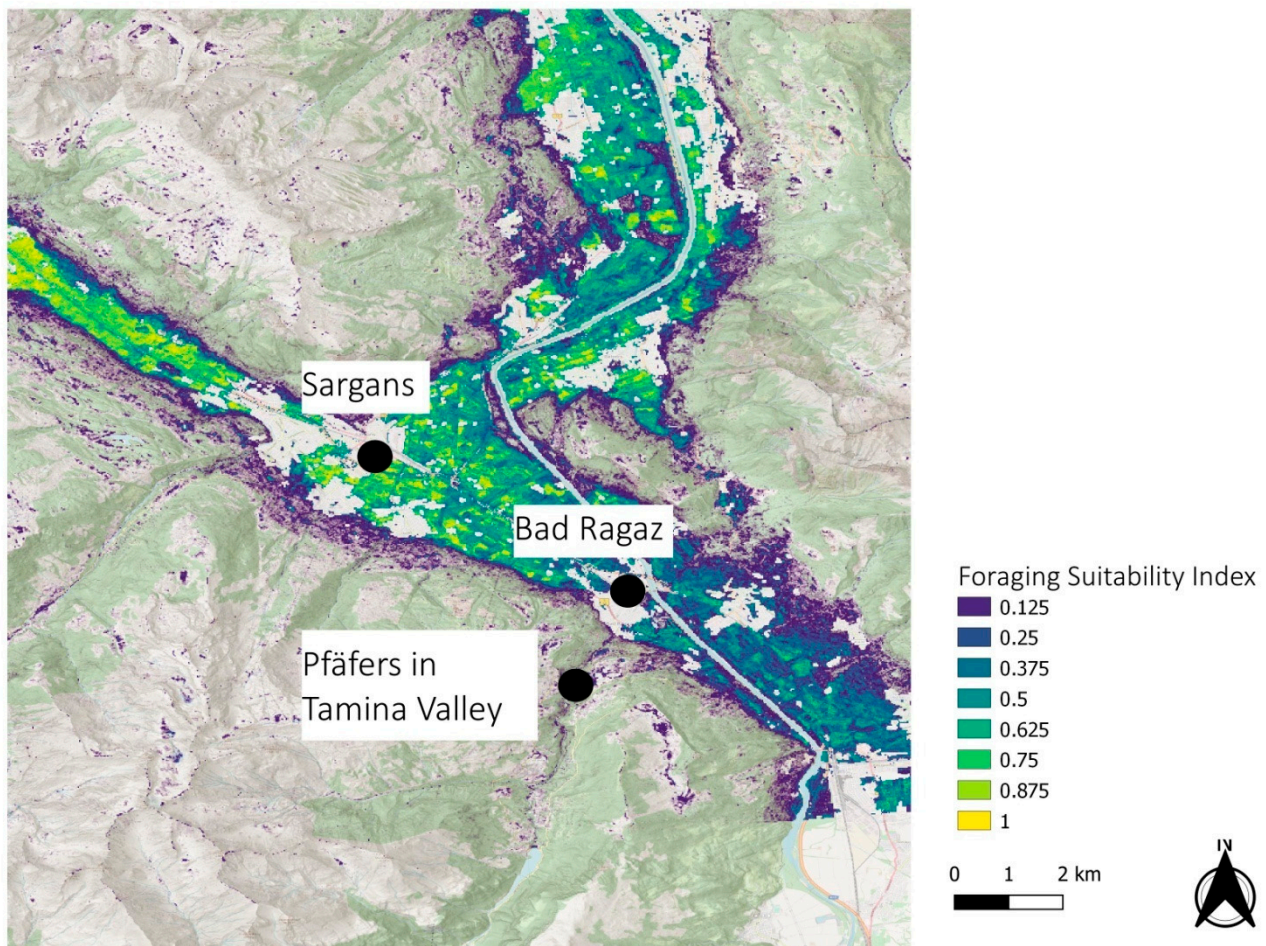 Sargans
Bad Ragaz
Pfäfers in
Tamina Valley
Foraging Suitability Index
0.125
0.25
0.375
0.5
0.625
0.75
0.875
1
N
0 1 2 km